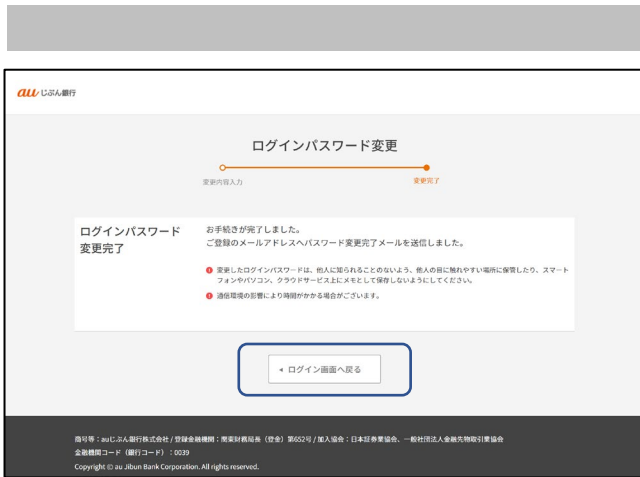 au じぶん銀行
ログインパスワード変更
変更内容入力
変更完了
ログインパスワード
変更完了
お手続きが完了しました。
ご登録のメールアドレスへパスワード変更完了メールを送信しました。
変更したログインパスワードは、他人に知られることのないよう、他人の目に触れやすい場所に保管したり、スマート
フォンやパソコン、クラウドサービス上にメモとして保存しないようにしてください。
通信環境の影響により時間がかかる場合がございます。
ログイン画面へ戻る
商号等：auじぶん銀行株式会社 / 登録金融機関：関東財務局長（登金）第652号 / 加入協会：日本証券業協会、一般社団法人金融先物取引業協会
金融機関コード（銀行コード）：0039
Copyright © au Jibun Bank Corporation. All rights reserved.